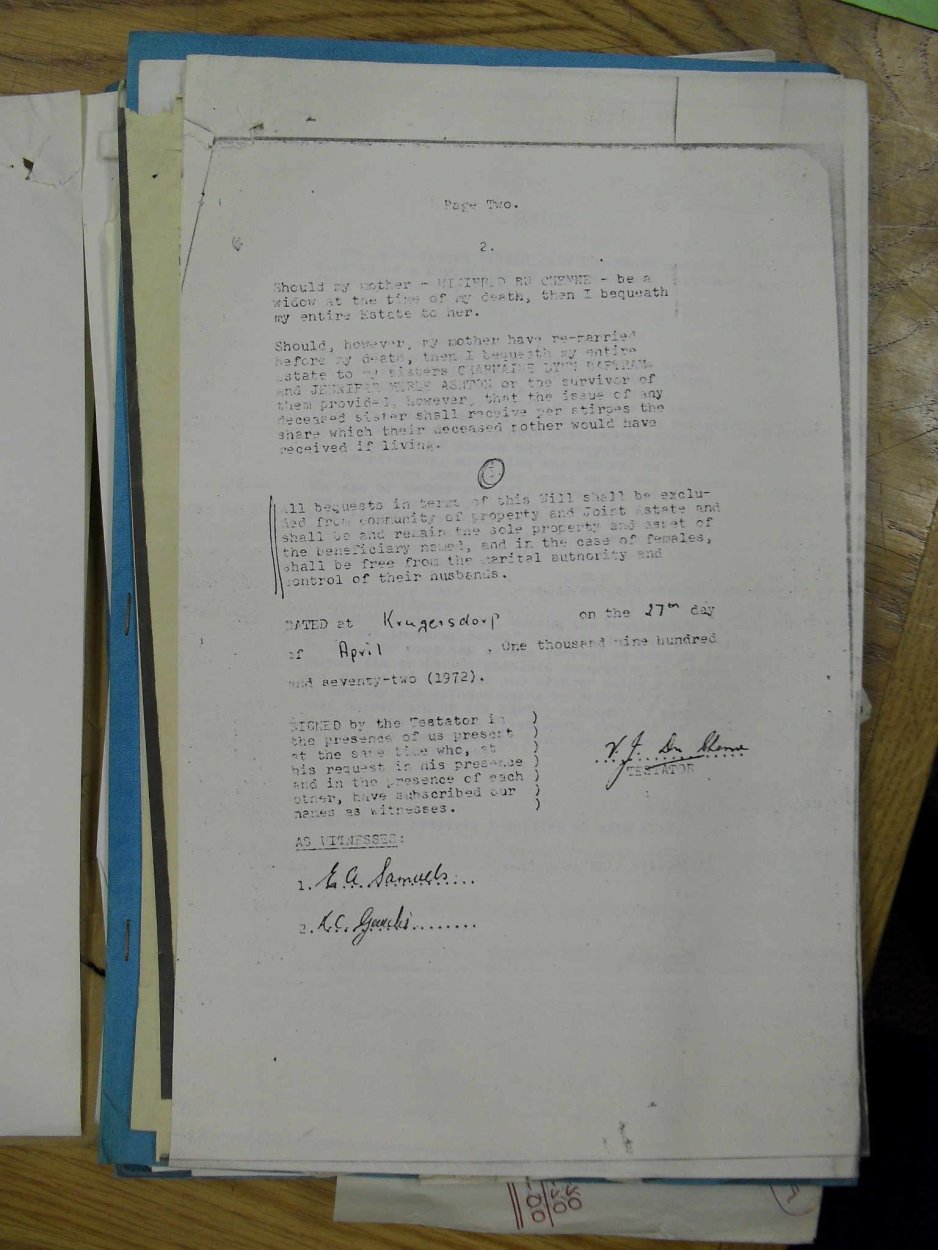 Page Two.
2.
Should my mother - WINIFRED DU CHENNE - be a
widow at the time of my death, then I bequeath
my entire Estate to her.
Should, however, my mother have re-married
before my death, then I bequeath my entire
Estate to my sisters CHARMAINE LYNN
and JENNIFER MERLE ASHTON or the survivor of
them provided, however, that the issue of any
deceased sister shall receive per stirpes the
share which their deceased mother would have
received if living.
All bequests in terms of this Will shall be exclu-
ded from community of property and Joint Estate and
shall be and remain the sole property and asset of
the beneficiary named, and in the case of females,
shall be free from the marital authority and
control of their husbands.
DATED at Krugersdorp on the 27th day
of April , One thousand nine hundred
and seventy-two (1972).
SIGNED by the Testator in )
the presence of us present )
at the same time who, at )
his request in his presence )
and in the presence of each )
other, have subscribed our )
names as witnesses. )
V. J. Du
TESTATOR
AS WITNESSES:
1. E. A. Samuels
2.